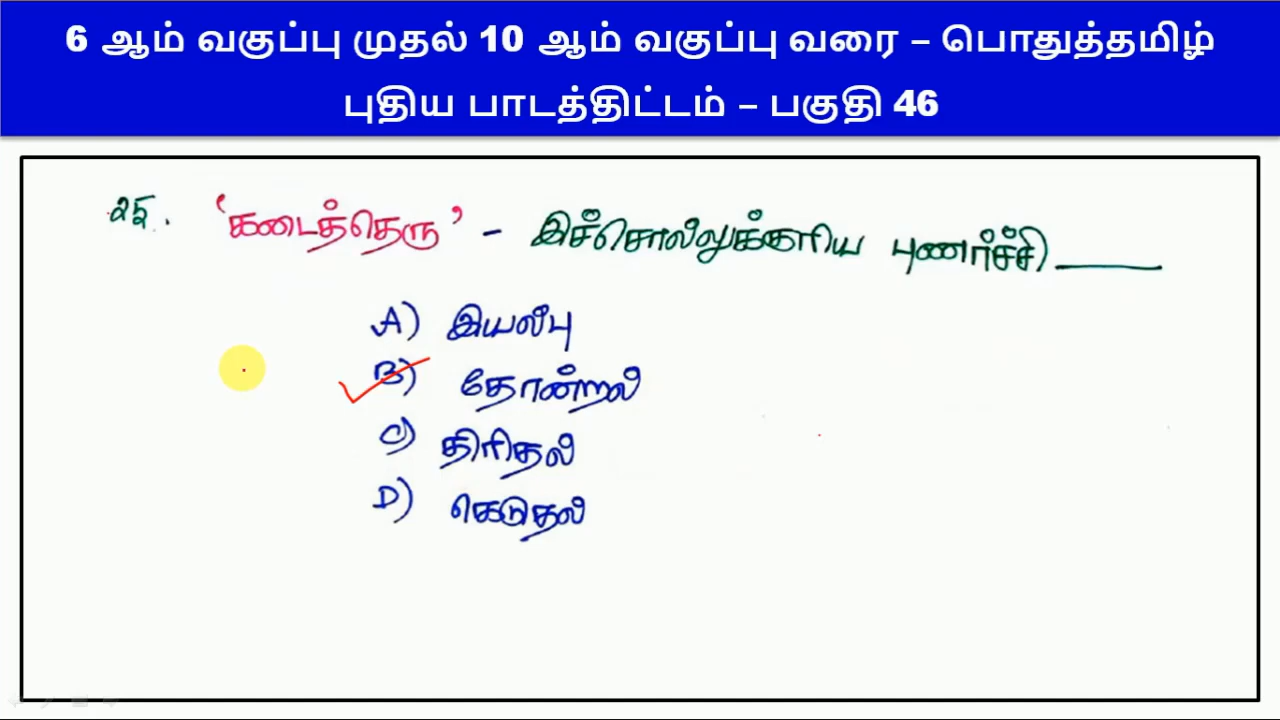 6 ஆம் வகுப்பு முதல் 10 ஆம் வகுப்பு வரை – பொதுத்தமிழ்
புதிய பாடத்திட்டம் – பகுதி 46
25. 'கடைத்தெரு' - இச்சொல்லுக்குரிய புணர்ச்சி ______
A) இயல்பு
B) தோன்றல்
C) திரிதல்
D) கெடுதல்